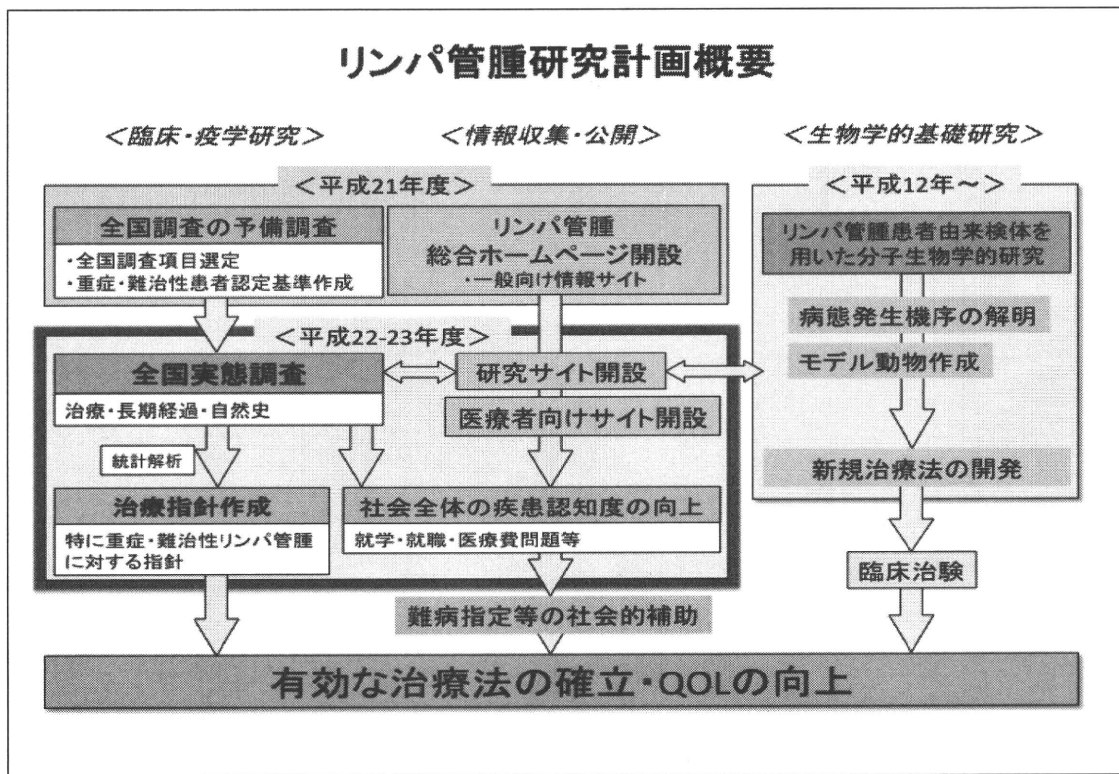 リンパ管腫研究計画概要
＜臨床・疫学研究＞
＜情報収集・公開＞
＜生物学的基礎研究＞
＜平成21年度＞
全国調査の予備調査
・全国調査項目選定
・重症・難治性患者認定基準作成
リンパ管腫
総合ホームページ開設
・一般向け情報サイト
＜平成12年～＞
リンパ管腫患者由来検体を
用いた分子生物学的研究
病態発生機序の解明
モデル動物作成
新規治療法の開発
臨床治験
＜平成22-23年度＞
全国実態調査
治療・長期経過・自然史
研究サイト開設
医療者向けサイト開設
統計解析
治療指針作成
特に重症・難治性リンパ管腫
に対する指針
社会全体の疾患認知度の向上
就学・就職・医療費問題等
難病指定等の社会的補助
有効な治療法の確立・QOLの向上